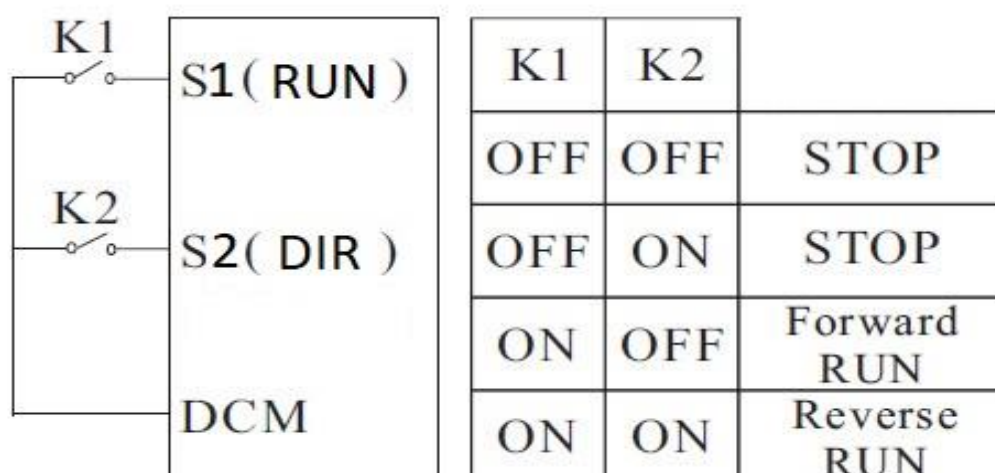 K1
S1( RUN )
K2
S2( DIR )
DCM
K1 K2
OFF OFF STOP
OFF ON STOP
ON OFF Forward
RUN
ON ON Reverse
RUN